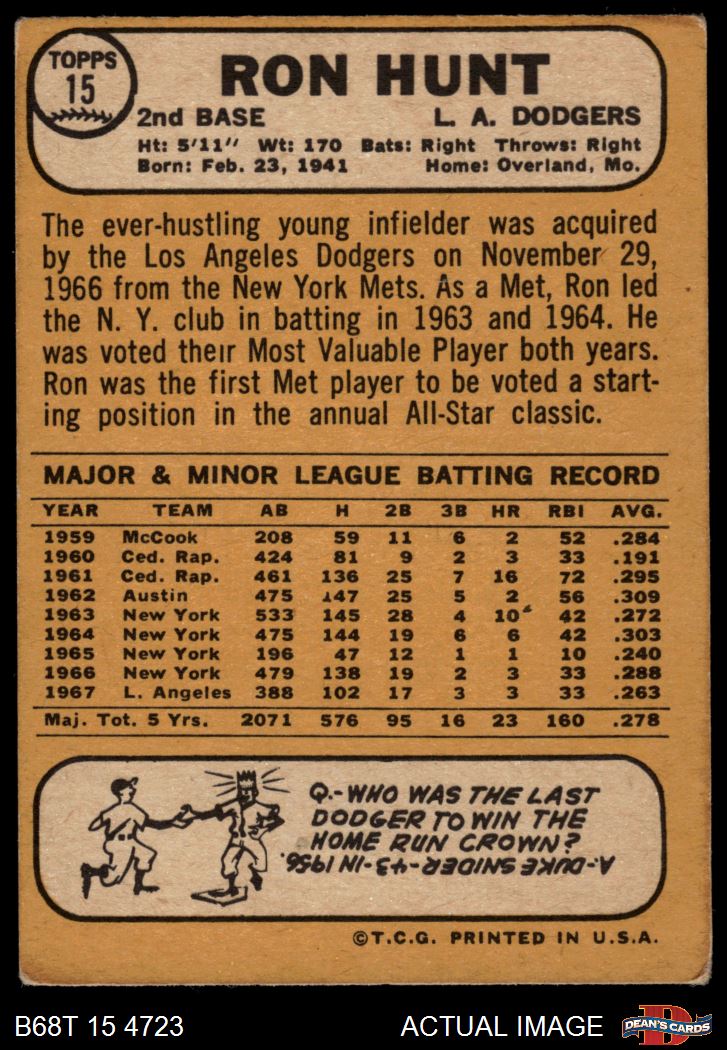 TOPPS
15
RON HUNT
2nd BASE L. A. DODGERS
Ht: 5'11" Wt: 170 Bats: Right Throws: Right
Born: Feb. 23, 1941 Home: Overland, Mo.
The ever-hustling young infielder was acquired
by the Los Angeles Dodgers on November 29,
1966 from the New York Mets. As a Met, Ron led
the N. Y. club in batting in 1963 and 1964. He
was voted their Most Valuable Player both years.
Ron was the first Met player to be voted a start-
ing position in the annual All-Star classic.
MAJOR & MINOR LEAGUE BATTING RECORD
YEAR TEAM AB H 2B 3B HR RBI AVG.
1959 McCook 208 59 11 6 2 52 .284
1960 Ced. Rap. 424 81 9 2 3 33 .191
1961 Ced. Rap. 461 136 25 7 16 72 .295
1962 Austin 475 147 25 5 2 56 .309
1963 New York 533 145 28 4 10 42 .272
1964 New York 475 144 19 6 6 42 .303
1965 New York 196 47 12 1 1 10 .240
1966 New York 479 138 19 2 3 33 .288
1967 L. Angeles 388 102 17 3 3 33 .263
Maj. Tot. 5 Yrs. 2071 576 95 16 23 160 .278
Q.-WHO WAS THE LAST
DODGER TO WIN THE
HOME RUN CROWN?
A-DUKE SNIDER-43-IN-1956.
©T.C.G. PRINTED IN U.S.A.
B68T 15 4723 ACTUAL IMAGE
D
DEAN'S CARDS